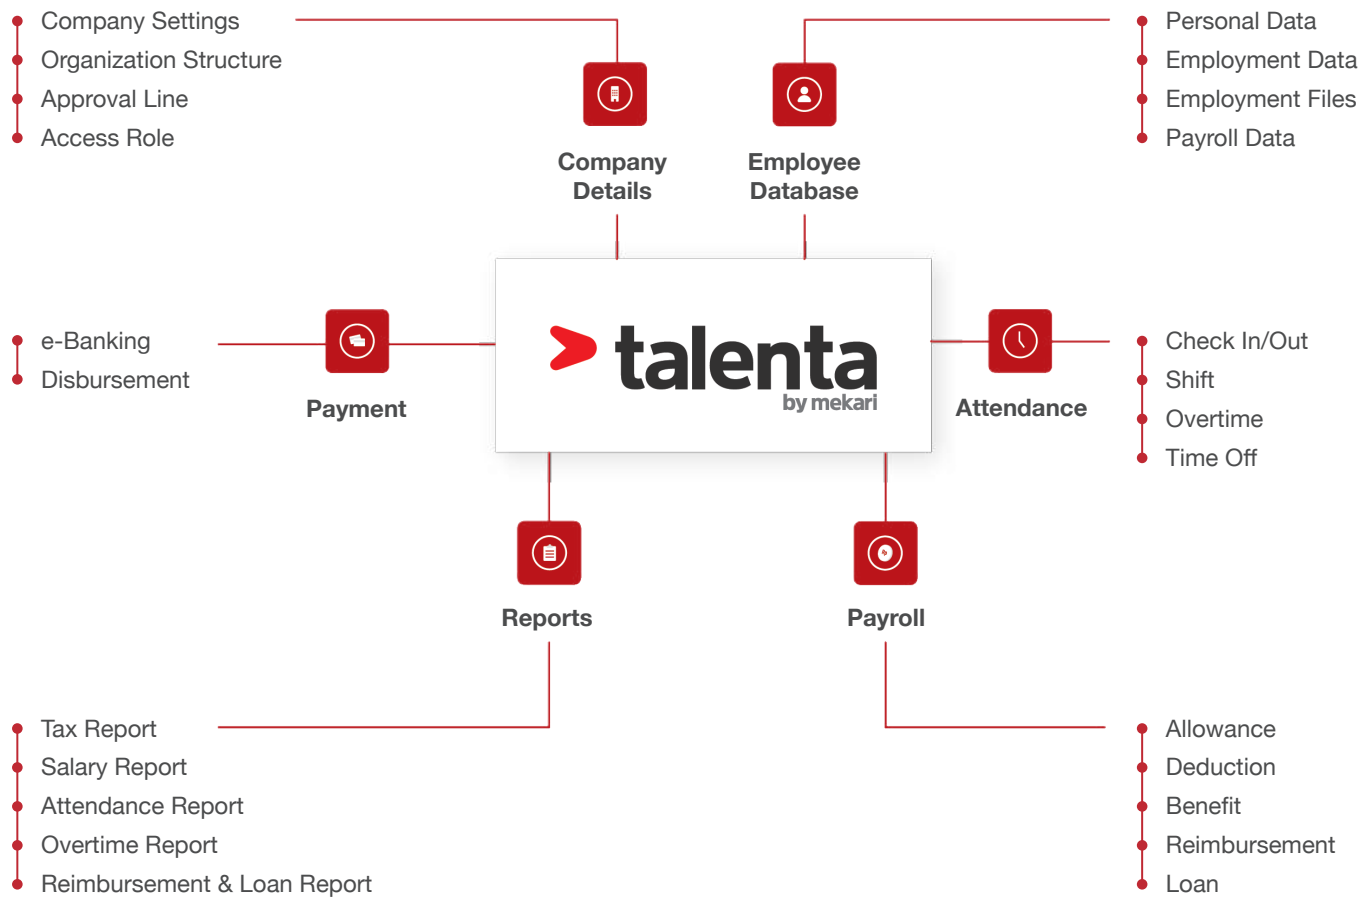 Company Settings
Organization Structure
Approval Line
Access Role
Company
Details
Employee
Database
Personal Data
Employment Data
Employment Files
Payroll Data
e-Banking
Disbursement
Payment
talenta
by mekari
Attendance
Check In/Out
Shift
Overtime
Time Off
Reports
Payroll
Tax Report
Salary Report
Attendance Report
Overtime Report
Reimbursement & Loan Report
Allowance
Deduction
Benefit
Reimbursement
Loan